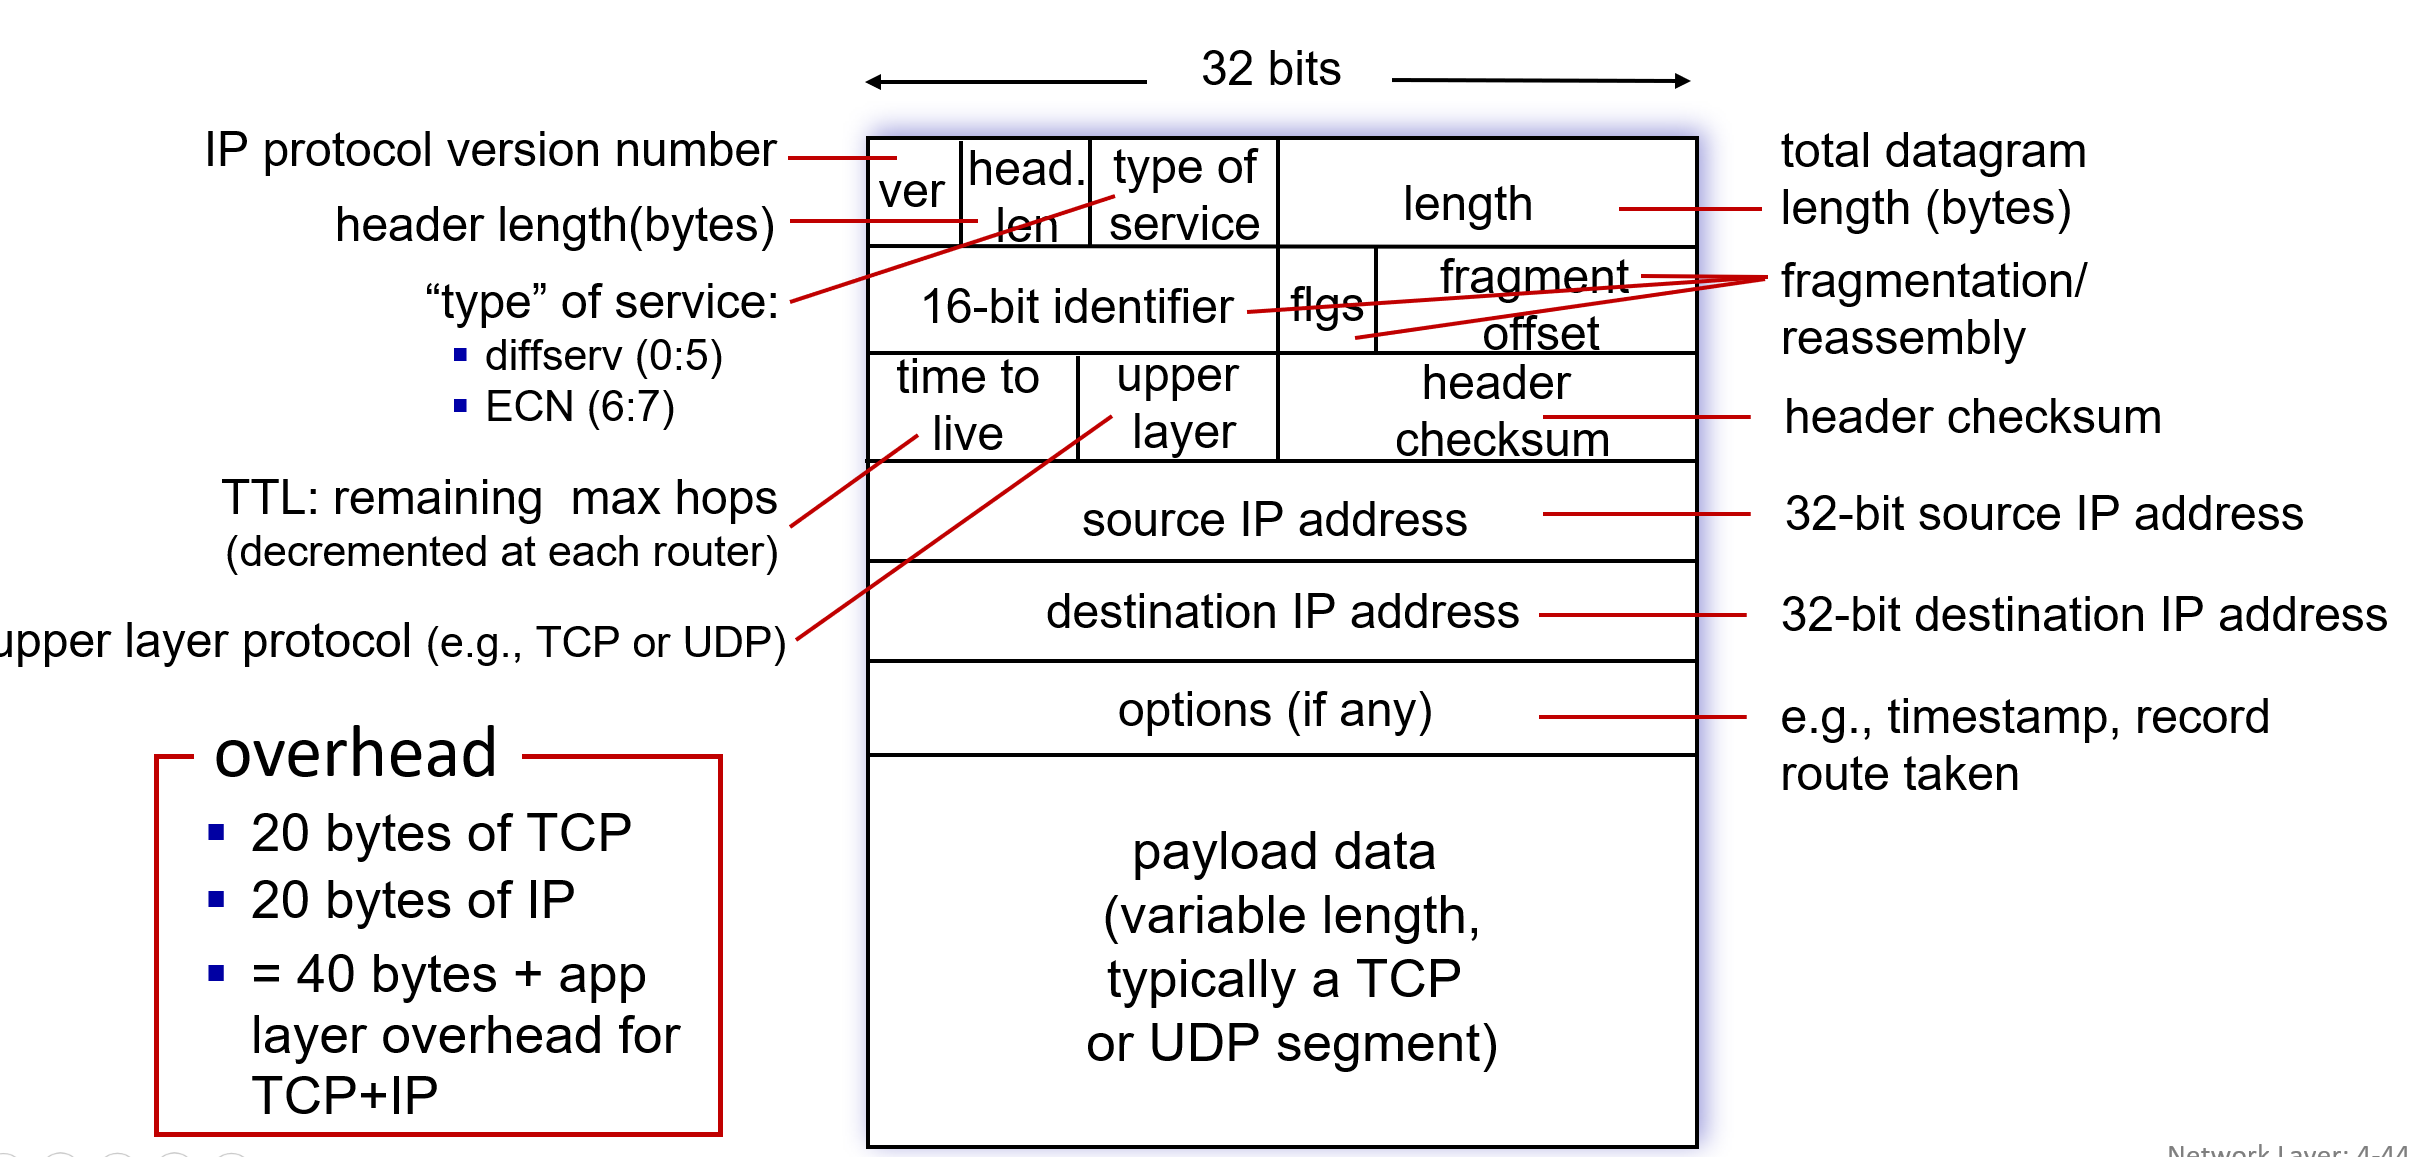 32 bits
IP protocol version number
header length(bytes)
“type” of service:
diffserv (0:5)
ECN (6:7)
TTL: remaining  max hops
(decremented at each router)
upper layer protocol (e.g., TCP or UDP)
overhead
20 bytes of TCP
20 bytes of IP
= 40 bytes + app
layer overhead for
TCP+IP
ver
head.
len
type of
service
length
16-bit identifier
flgs
fragment
offset
time to
live
upper
layer
header
checksum
source IP address
destination IP address
options (if any)
payload data
(variable length,
typically a TCP
or UDP segment)
total datagram
length (bytes)
fragmentation/
reassembly
header checksum
32-bit source IP address
32-bit destination IP address
e.g., timestamp, record
route taken
Network Layer: 4-44